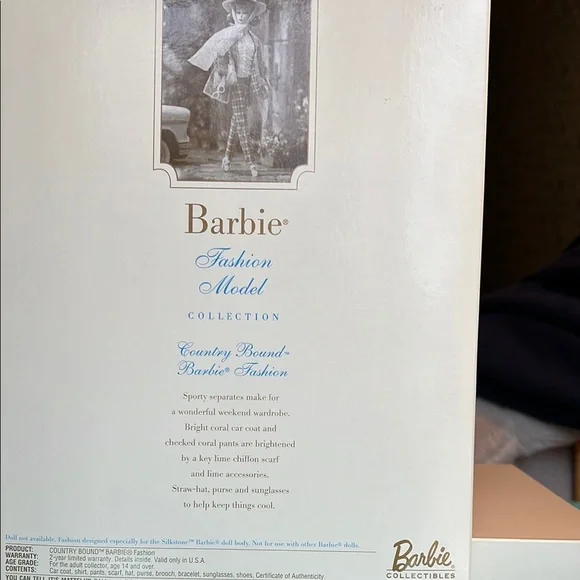 Barbie®
Fashion
Model
COLLECTION
Country Bound™
Barbie® Fashion
Sporty separates make for
a wonderful weekend wardrobe.
Bright coral car coat and
checked coral pants are brightened
by a key lime chiffon scarf
and lime accessories.
Straw-hat, purse and sunglasses
to help keep things cool.
Doll not available. Fashion designed especially for the Silkstone™ Barbie® doll body. Not for use with other Barbie® dolls.
PRODUCT: COUNTRY BOUND™ BARBIE® Fashion
WARRANTY: 2-year limited warranty. Details inside. Valid only in U.S.A.
AGE GRADE: For the adult collector, age 14 and over.
CONTENTS: Car coat, shirt, pants, scarf, hat, purse, brooch, bracelet, sunglasses, shoes, Certificate of Authenticity.
YOU CAN TELL IT'S MATTEL
Barbie
COLLECTIBLES